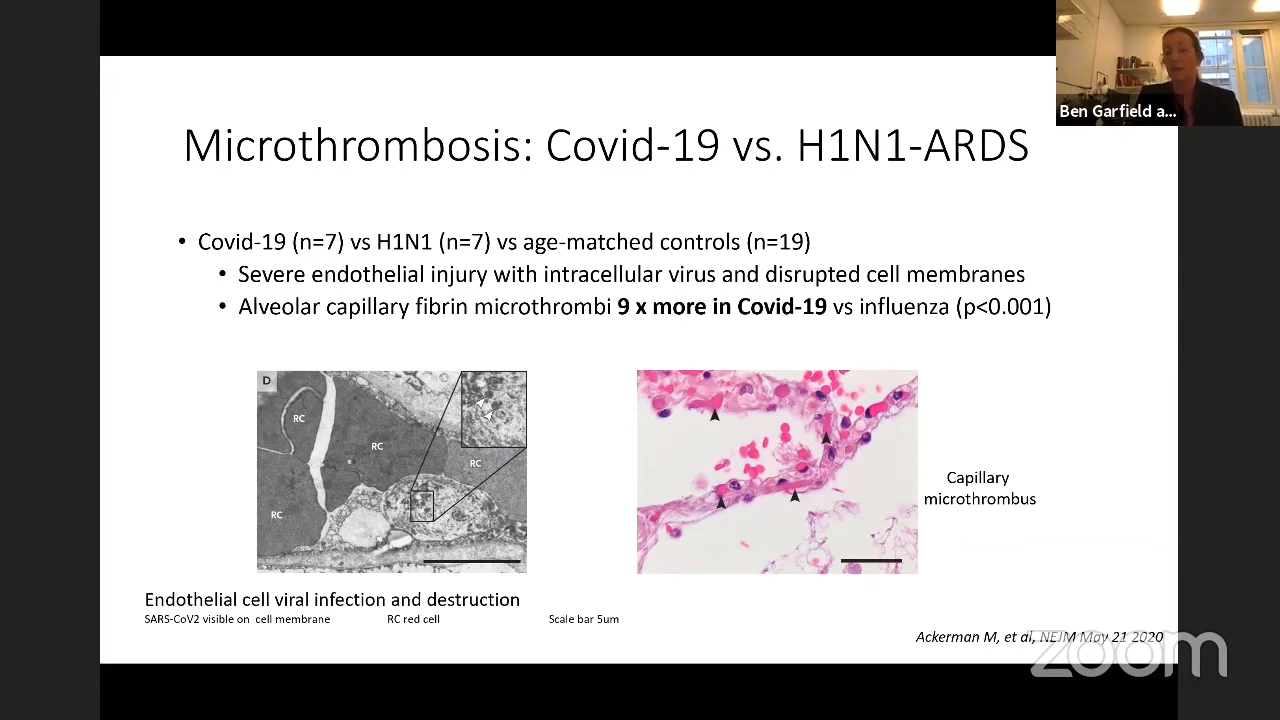 Ben Garfield a...
Microthrombosis: Covid-19 vs. H1N1-ARDS
• Covid-19 (n=7) vs H1N1 (n=7) vs age-matched controls (n=19)
• Severe endothelial injury with intracellular virus and disrupted cell membranes
• Alveolar capillary fibrin microthrombi 9 x more in Covid-19 vs influenza (p<0.001)
D
RC
RC
RC
RC
Capillary
microthrombus
Endothelial cell viral infection and destruction
SARS-CoV2 visible on cell membrane RC red cell Scale bar 5um
Ackerman M, et al, NEJM May 21 2020
zoom